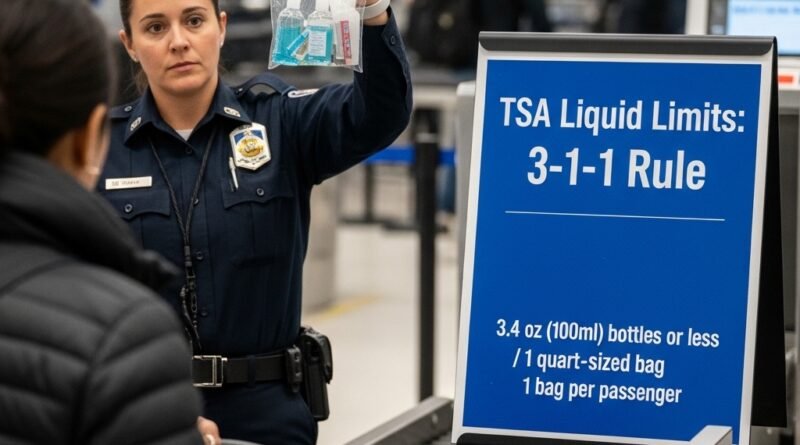 TSA Liquid Limits:
3-1-1 Rule
3.4 oz (100ml) bottles or less
/ 1 quart-sized bag
1 bag per passenger